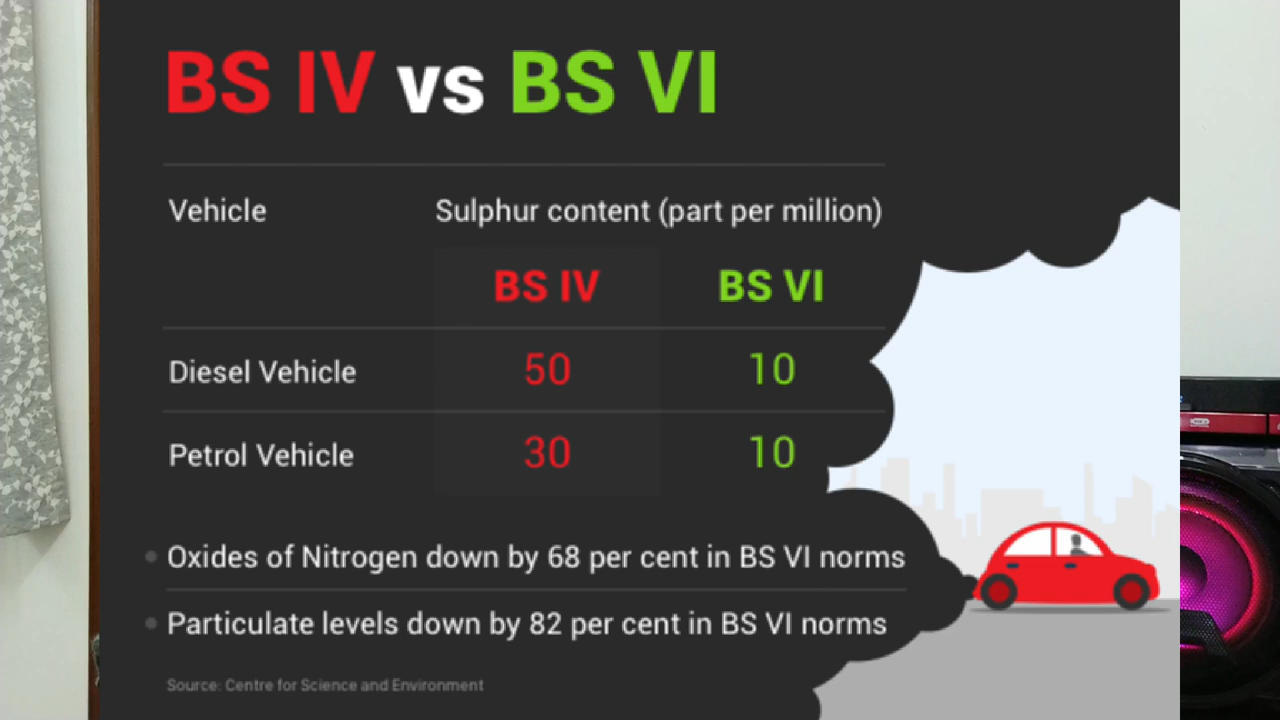 BS IV vs BS VI
Vehicle Sulphur content (part per million)
BS IV BS VI
Diesel Vehicle 50 10
Petrol Vehicle 30 10
Oxides of Nitrogen down by 68 per cent in BS VI norms
Particulate levels down by 82 per cent in BS VI norms
Source: Centre for Science and Environment